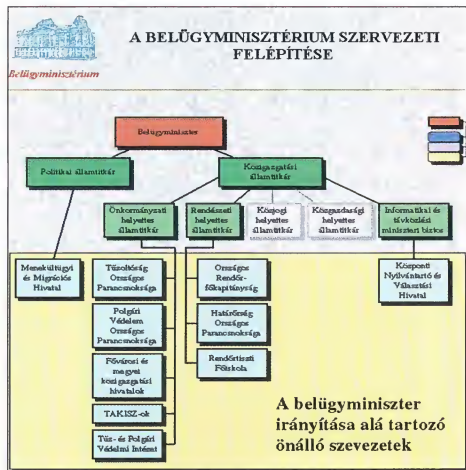 A BELÜGYMINISZTÉRIUM SZERVEZETI
FELÉPÍTÉSE
Belügyminisztérium
Belügyminiszter
Politikai államtitkár
Közigazgatási
államtitkár
Önkormányzati
helyettes
államtitkár
Rendészeti
helyettes
államtitkár
Közjogi
helyettes
államtitkár
Közgazdasági
helyettes
államtitkár
Informatikai és
távközlési
miniszteri biztos
Menekültügyi
és Migrációs
Hivatal
Tűzoltóság
Országos
Parancsnoksága
Országos
Rendőr-
főkapitányság
Központi
Nyilvántartó és
Választási
Hivatal
Polgári
Védelem
Országos
Parancsnoksága
Határőrség
Országos
Parancsnoksága
Fővárosi és
megyei
közigazgatási
hivatalok
Rendőrtiszti
Főiskola
TAKISZ-ok
Tűz- és Polgári
Védelmi Intézet
A belügyminiszter
irányítása alá tartozó
önálló szevezetek